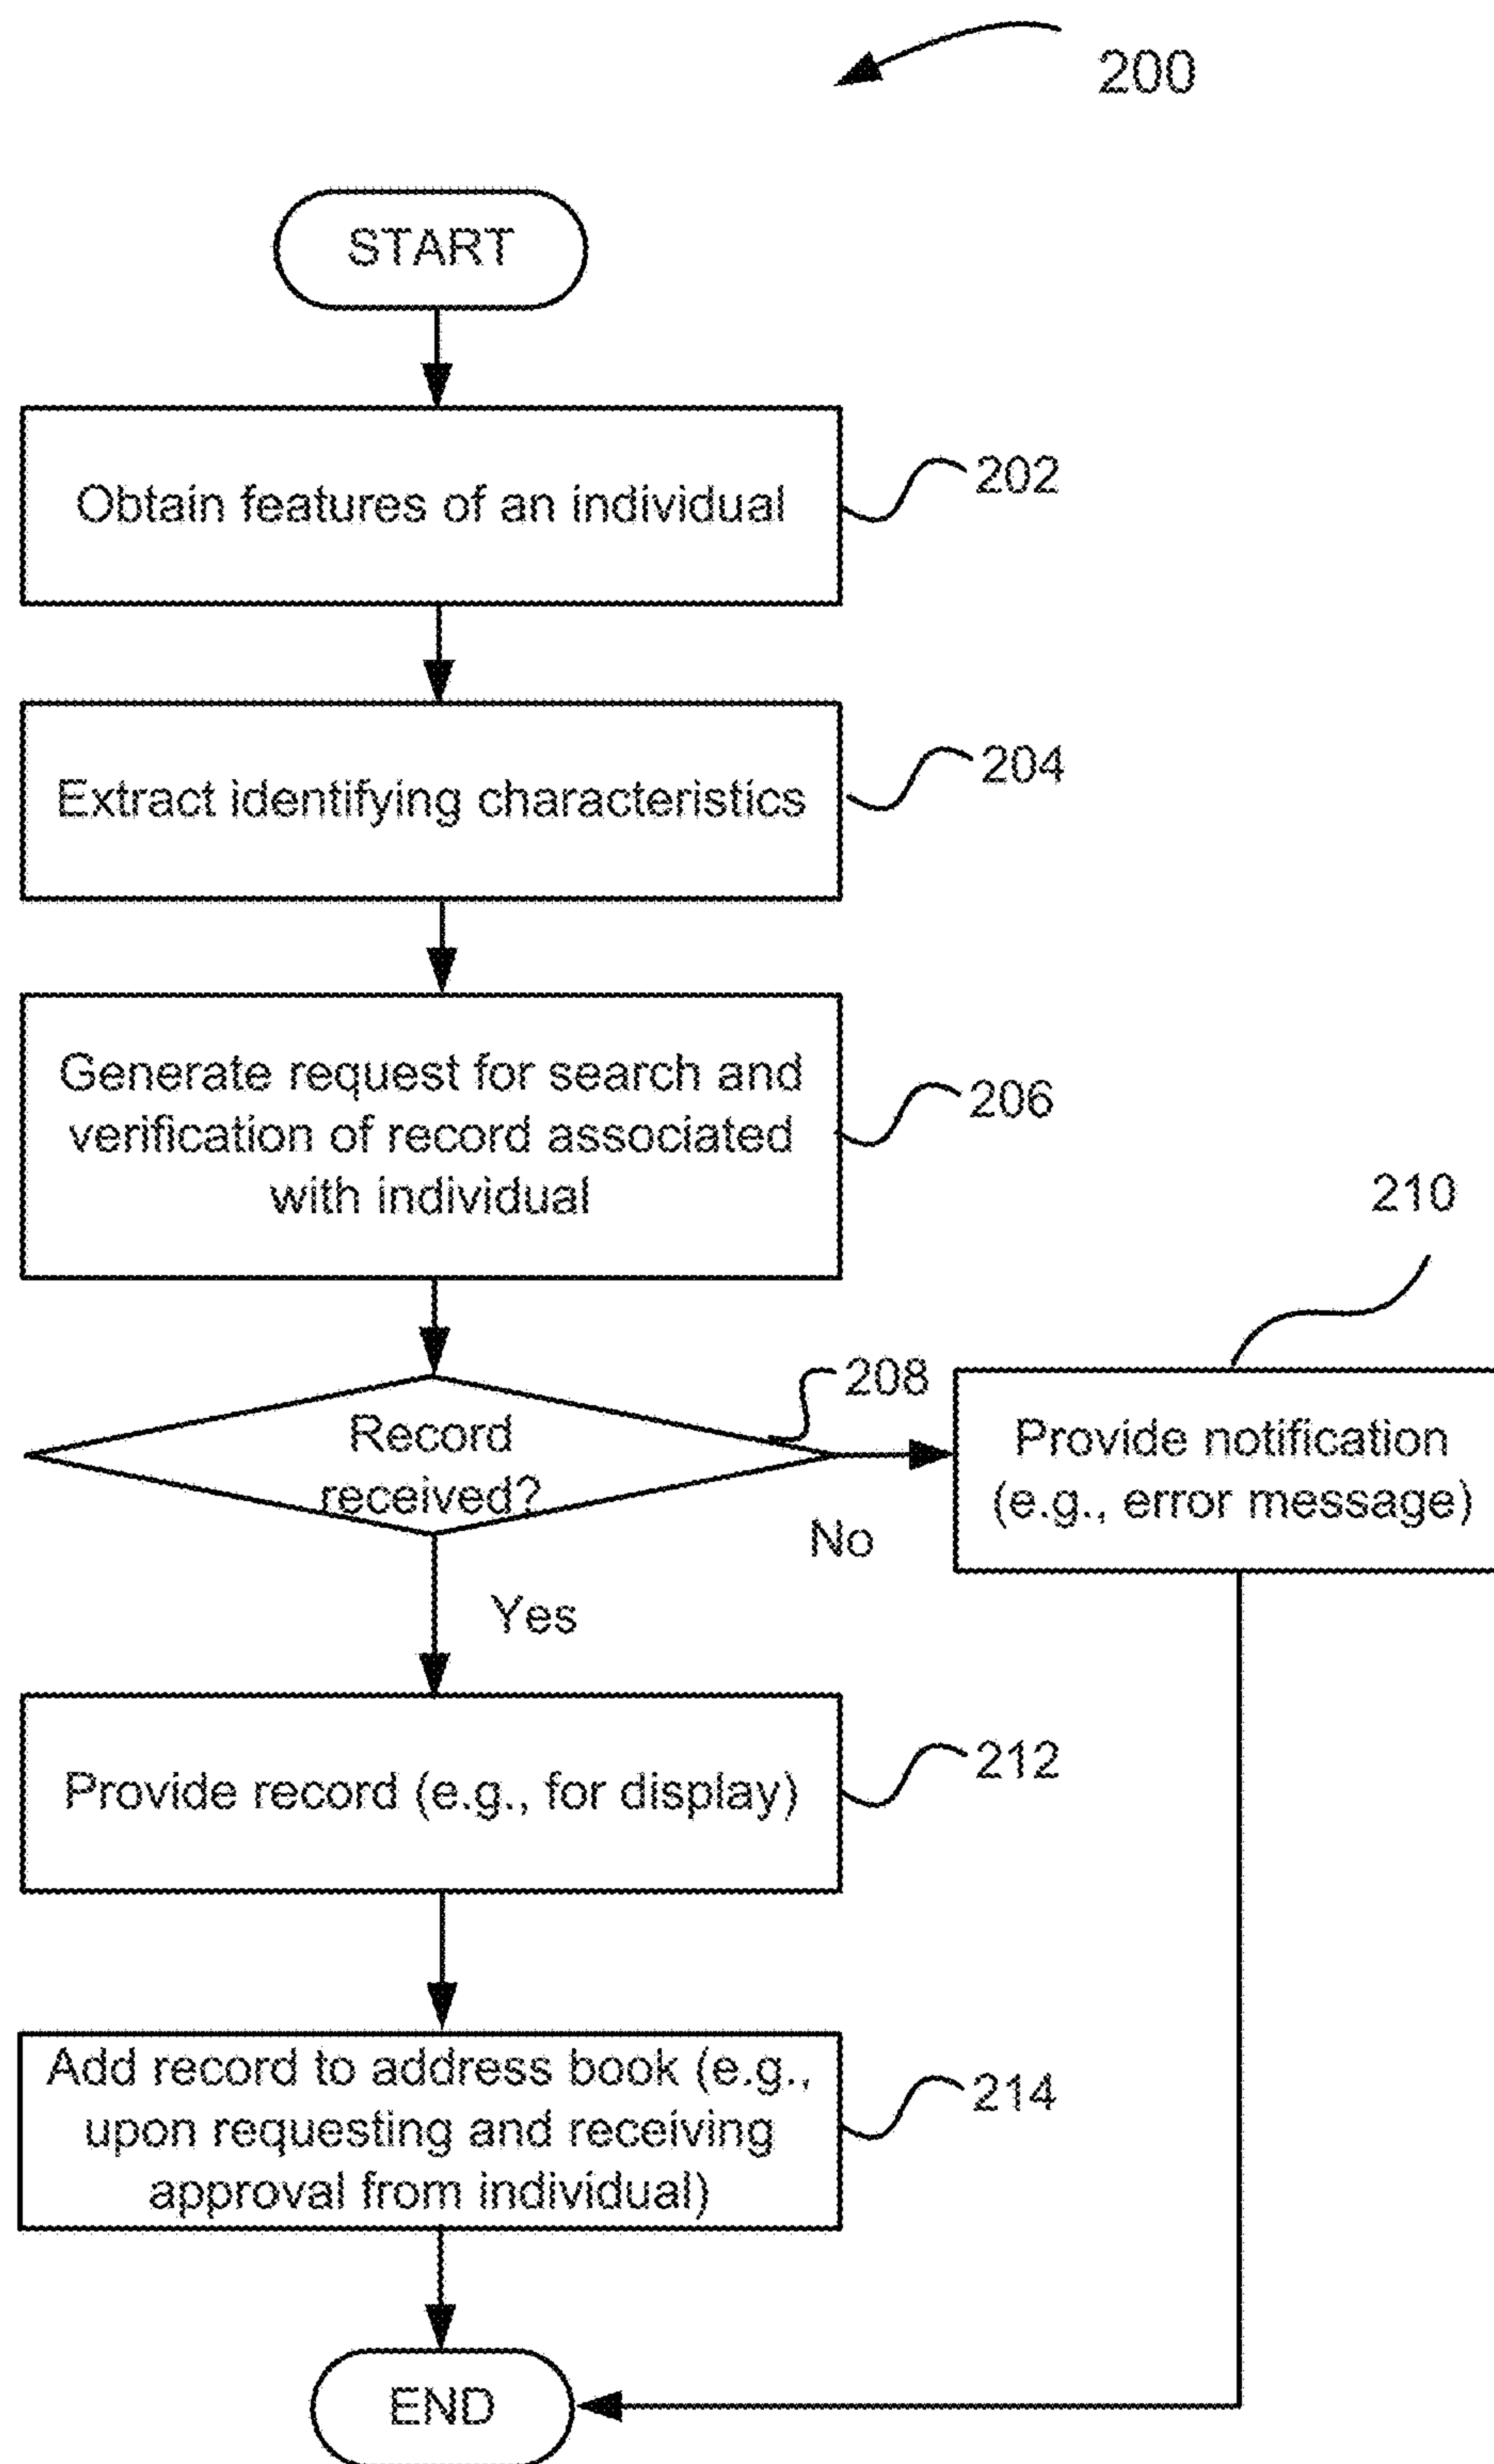 200
START
Obtain features of an individual
202
Extract identifying characteristics
204
Generate request for search and
verification of record associated
with individual
206
Record
received?
208
No
Yes
210
Provide notification
(e.g., error message)
Provide record (e.g., for display)
212
Add record to address book (e.g.,
upon requesting and receiving
approval from individual)
214
END